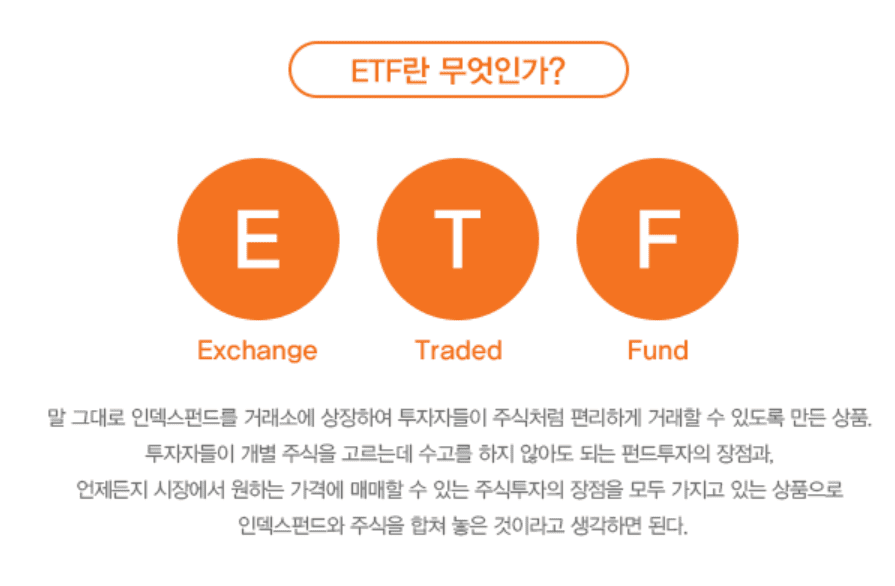 ETF란 무엇인가?
E T F
Exchange Traded Fund
말 그대로 인덱스펀드를 거래소에 상장하여 투자자들이 주식처럼 편리하게 거래할 수 있도록 만든 상품.
투자자들이 개별 주식을 고르는데 수고를 하지 않아도 되는 펀드투자의 장점과,
언제든지 시장에서 원하는 가격에 매매할 수 있는 주식투자의 장점을 모두 가지고 있는 상품으로
인덱스펀드와 주식을 합쳐 놓은 것이라고 생각하면 된다.